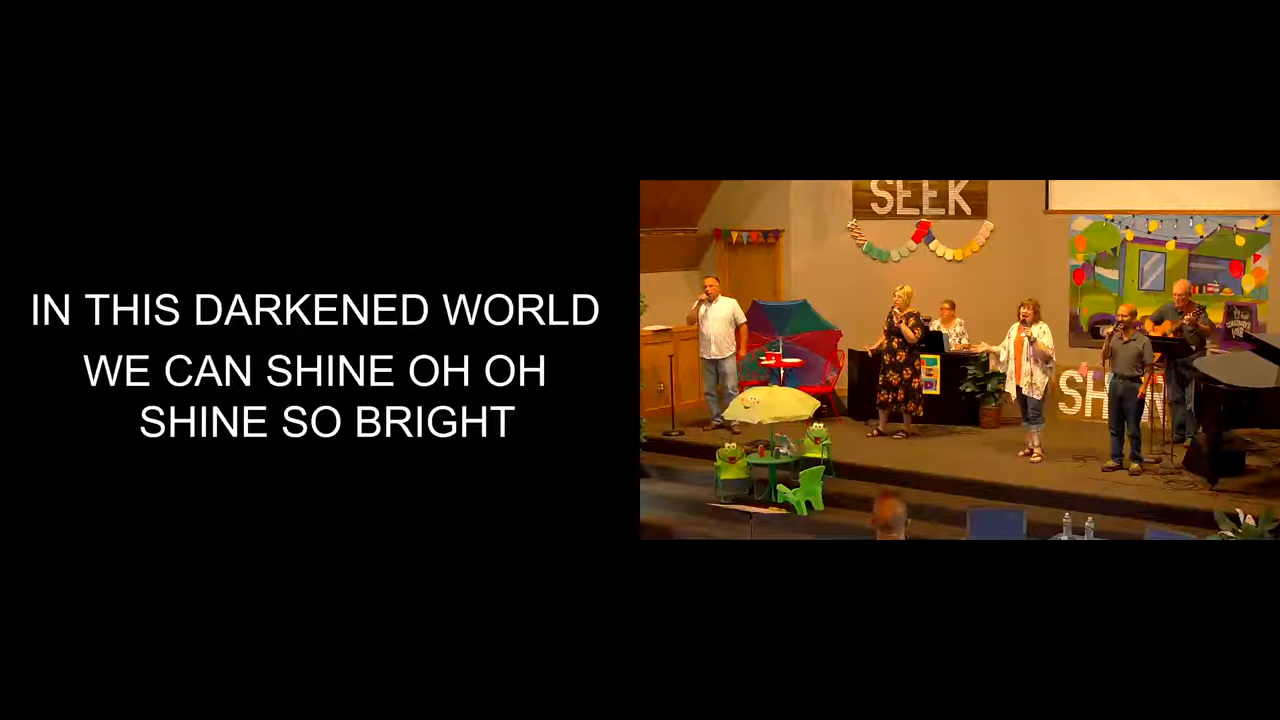 IN THIS DARKENED WORLD
WE CAN SHINE OH OH
SHINE SO BRIGHT
SEEK